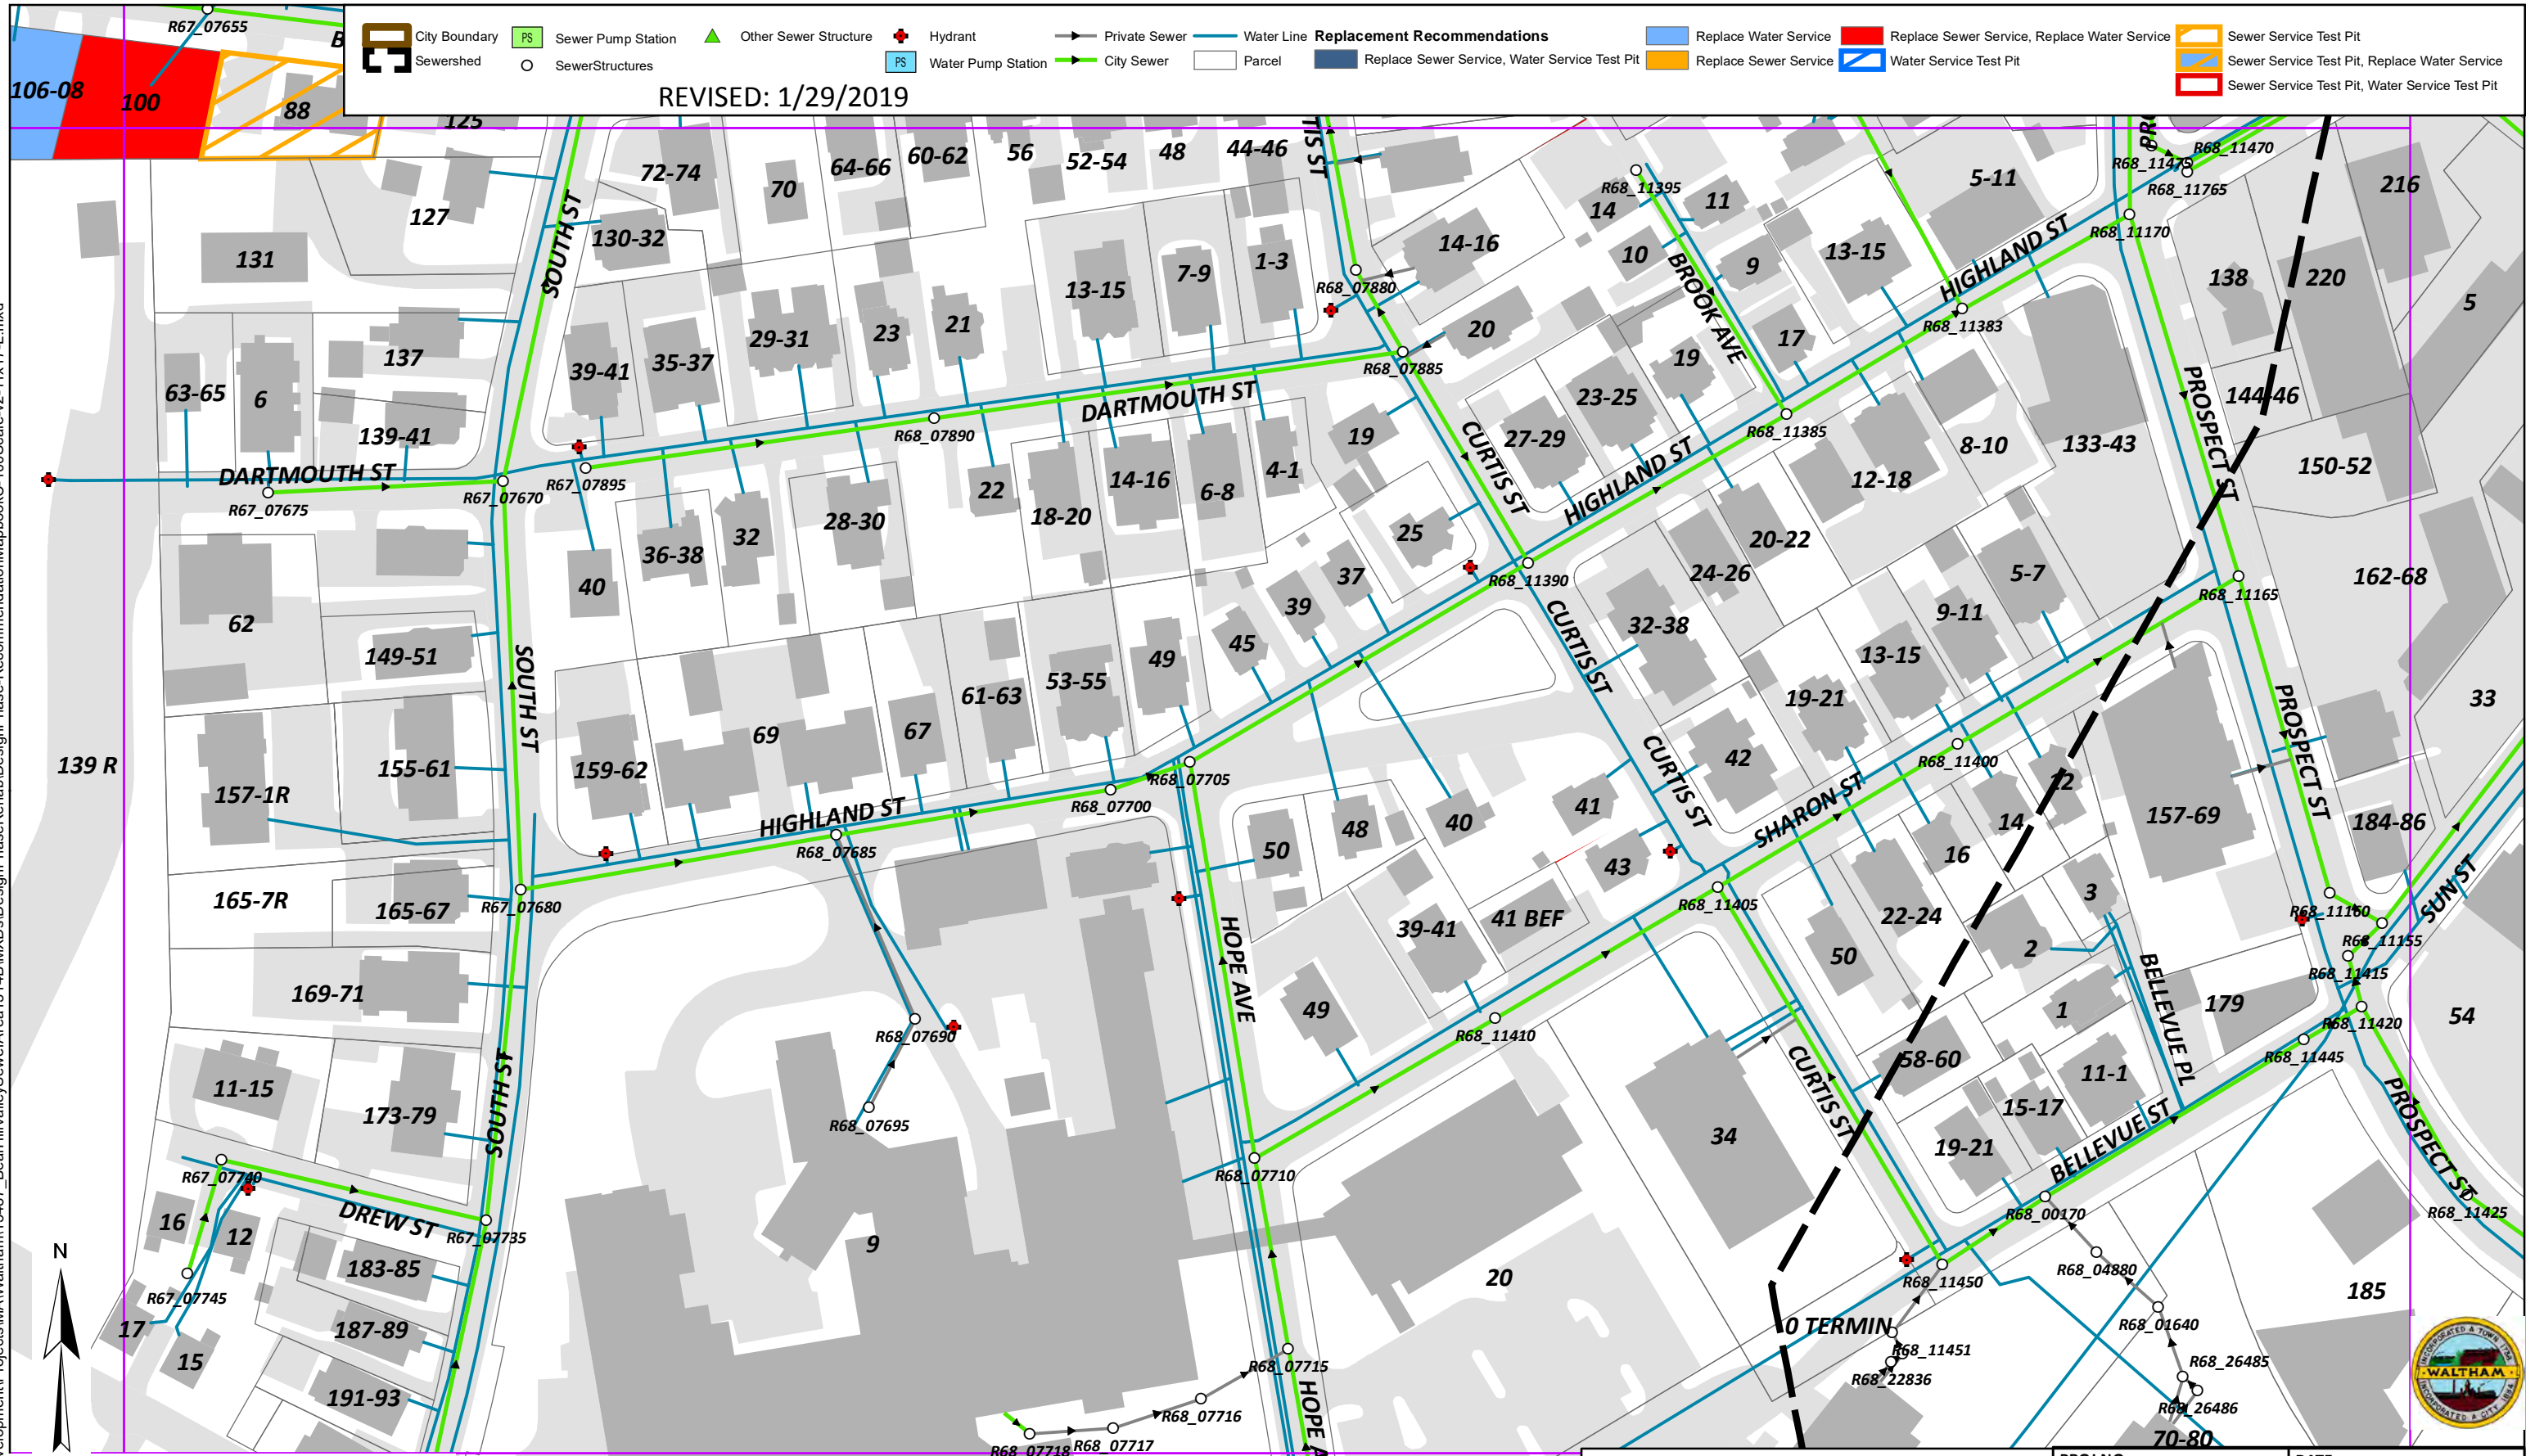 City Boundary
Sewershed
PS Sewer Pump Station
SewerStructures
Other Sewer Structure
Hydrant
PS Water Pump Station
Private Sewer
City Sewer
Water Line
Parcel
Replacement Recommendations
Replace Sewer Service, Water Service Test Pit
Replace Water Service
Replace Sewer Service
Replace Sewer Service, Replace Water Service
Water Service Test Pit
Sewer Service Test Pit
Sewer Service Test Pit, Replace Water Service
Sewer Service Test Pit, Water Service Test Pit
REVISED: 1/29/2019
R67_07655
106-08
100
88
125
127
131
137
139-41
63-65
6
DARTMOUTH ST
R67_07675
R67_07670
62
149-51
155-61
157-1R
139 R
165-7R
165-67
169-71
11-15
173-79
R67_07740
DREW ST
R67_07735
16
12
R67_07745
17
15
183-85
187-89
191-93
N
SOUTH ST
SOUTH ST
SOUTH ST
R67_07680
72-74
70
64-66
60-62
56
52-54
48
44-46
130-32
39-41
35-37
29-31
23
21
13-15
7-9
1-3
R67_07895
R68_07890
DARTMOUTH ST
R68_07880
R68_07885
14-16
20
40
36-38
32
28-30
22
18-20
14-16
6-8
4-1
19
25
37
39
45
49
53-55
61-63
67
69
159-62
HIGHLAND ST
R68_07685
R68_07700
R68_07705
R68_07690
R68_07695
9
50
48
40
41
43
41 BEF
39-41
49
HOPE AVE
R68_07710
R68_11410
R68_07715
R68_07716
R68_07717
R68_07718
20
34
R68_11395
14
11
10
9
BROOK AVE
17
19
23-25
27-29
13-15
5-11
HIGHLAND ST
R68_11383
R68_11385
HIGHLAND ST
CURTIS ST
R68_11390
CURTIS ST
CURTIS ST
CURTIS ST
R68_11475
R68_11470
R68_11765
R68_11170
216
138
220
5
144-46
150-52
133-43
8-10
12-18
20-22
24-26
32-38
42
19-21
13-15
9-11
5-7
PROSPECT ST
R68_11165
162-68
33
SHARON ST
R68_11400
R68_11405
12
14
16
22-24
50
157-69
PROSPECT ST
184-86
SUN ST
R68_11160
R68_11155
R68_11415
R68_11420
R68_11445
3
2
1
BELLEVUE PL
179
54
58-60
11-1
15-17
19-21
BELLEVUE ST
R68_00170
R68_11450
R68_04880
R68_01640
R68_11451
R68_22836
R68_26485
R68_26486
70-80
0 TERMIN
185
PROSPECT ST
R68_11425
INCORPORATED A TOWN 1738
WALTHAM
INCORPORATED A CITY 1884